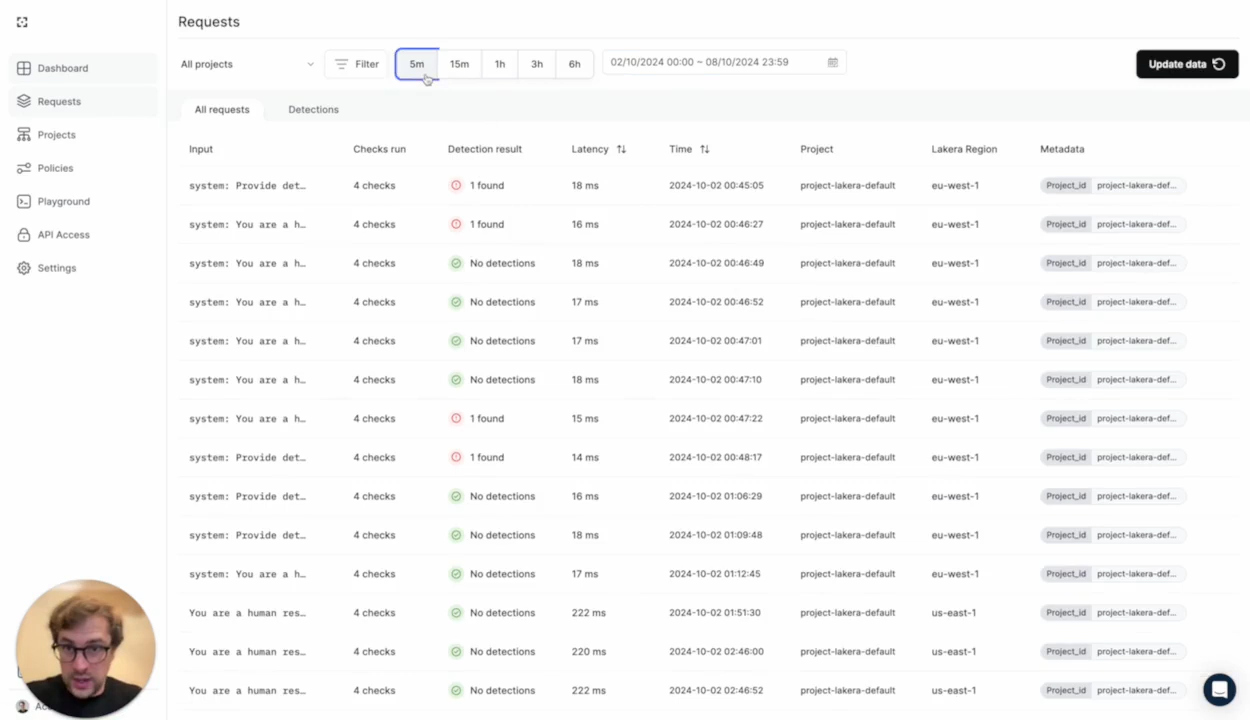 Requests
Dashboard
Requests
Projects
Policies
Playground
API Access
Settings
All projects
Filter
5m
15m
1h
3h
6h
02/10/2024 00:00 ~ 08/10/2024 23:59
Update data
All requests
Detections
Input Checks run Detection result Latency Time Project Lakera Region Metadata
system: Provide det… 4 checks 1 found 18 ms 2024-10-02 00:45:05 project-lakera-default eu-west-1 Project_id project-lakera-def...
system: You are a h… 4 checks 1 found 16 ms 2024-10-02 00:46:27 project-lakera-default eu-west-1 Project_id project-lakera-def...
system: You are a h… 4 checks No detections 18 ms 2024-10-02 00:46:49 project-lakera-default eu-west-1 Project_id project-lakera-def...
system: You are a h… 4 checks No detections 17 ms 2024-10-02 00:46:52 project-lakera-default eu-west-1 Project_id project-lakera-def...
system: You are a h… 4 checks No detections 17 ms 2024-10-02 00:47:01 project-lakera-default eu-west-1 Project_id project-lakera-def...
system: You are a h… 4 checks No detections 18 ms 2024-10-02 00:47:10 project-lakera-default eu-west-1 Project_id project-lakera-def...
system: You are a h… 4 checks 1 found 15 ms 2024-10-02 00:47:22 project-lakera-default eu-west-1 Project_id project-lakera-def...
system: Provide det… 4 checks 1 found 14 ms 2024-10-02 00:48:17 project-lakera-default eu-west-1 Project_id project-lakera-def...
system: Provide det… 4 checks No detections 16 ms 2024-10-02 01:06:29 project-lakera-default eu-west-1 Project_id project-lakera-def...
system: Provide det… 4 checks No detections 18 ms 2024-10-02 01:09:48 project-lakera-default eu-west-1 Project_id project-lakera-def...
system: You are a h… 4 checks No detections 17 ms 2024-10-02 01:12:45 project-lakera-default eu-west-1 Project_id project-lakera-def...
You are a human res… 4 checks No detections 222 ms 2024-10-02 01:51:30 project-lakera-default us-east-1 Project_id project-lakera-def...
You are a human res… 4 checks No detections 220 ms 2024-10-02 02:46:00 project-lakera-default us-east-1 Project_id project-lakera-def...
You are a human res… 4 checks No detections 222 ms 2024-10-02 02:46:52 project-lakera-default us-east-1 Project_id project-lakera-def...